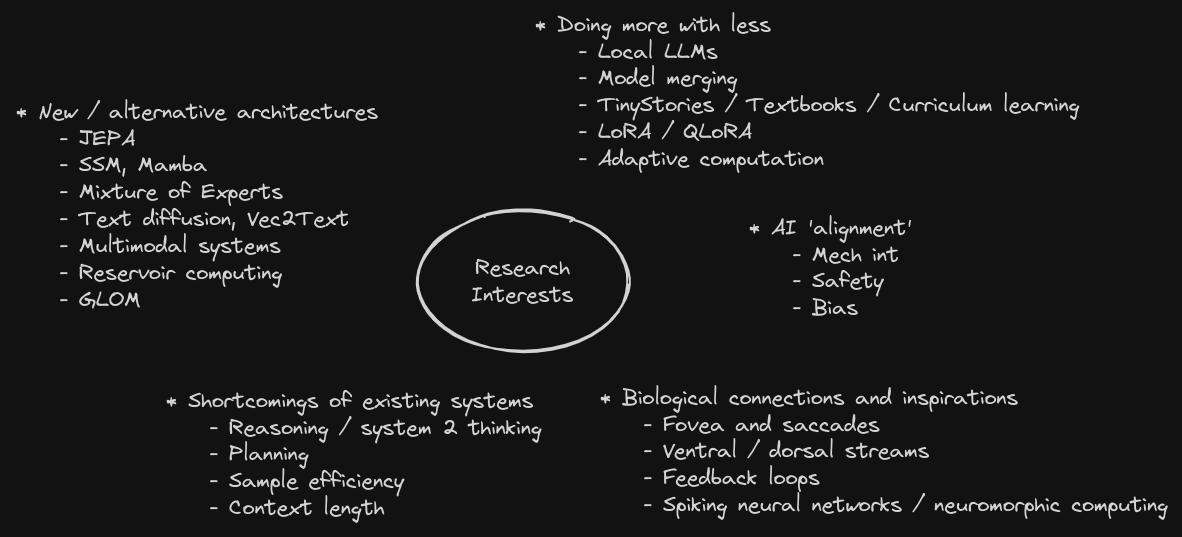 * Doing more with less
- Local LLMs
- Model merging
- TinyStories / Textbooks / Curriculum learning
- LoRA / QLoRA
- Adaptive computation
* New / alternative architectures
- JEPA
- SSM, Mamba
- Mixture of Experts
- Text diffusion, Vec2Text
- Multimodal systems
- Reservoir computing
- GLOM
Research
Interests
* AI 'alignment'
- Mech int
- Safety
- Bias
* Shortcomings of existing systems
- Reasoning / system 2 thinking
- Planning
- Sample efficiency
- Context length
* Biological connections and inspirations
- Fovea and saccades
- Ventral / dorsal streams
- Feedback loops
- Spiking neural networks / neuromorphic computing